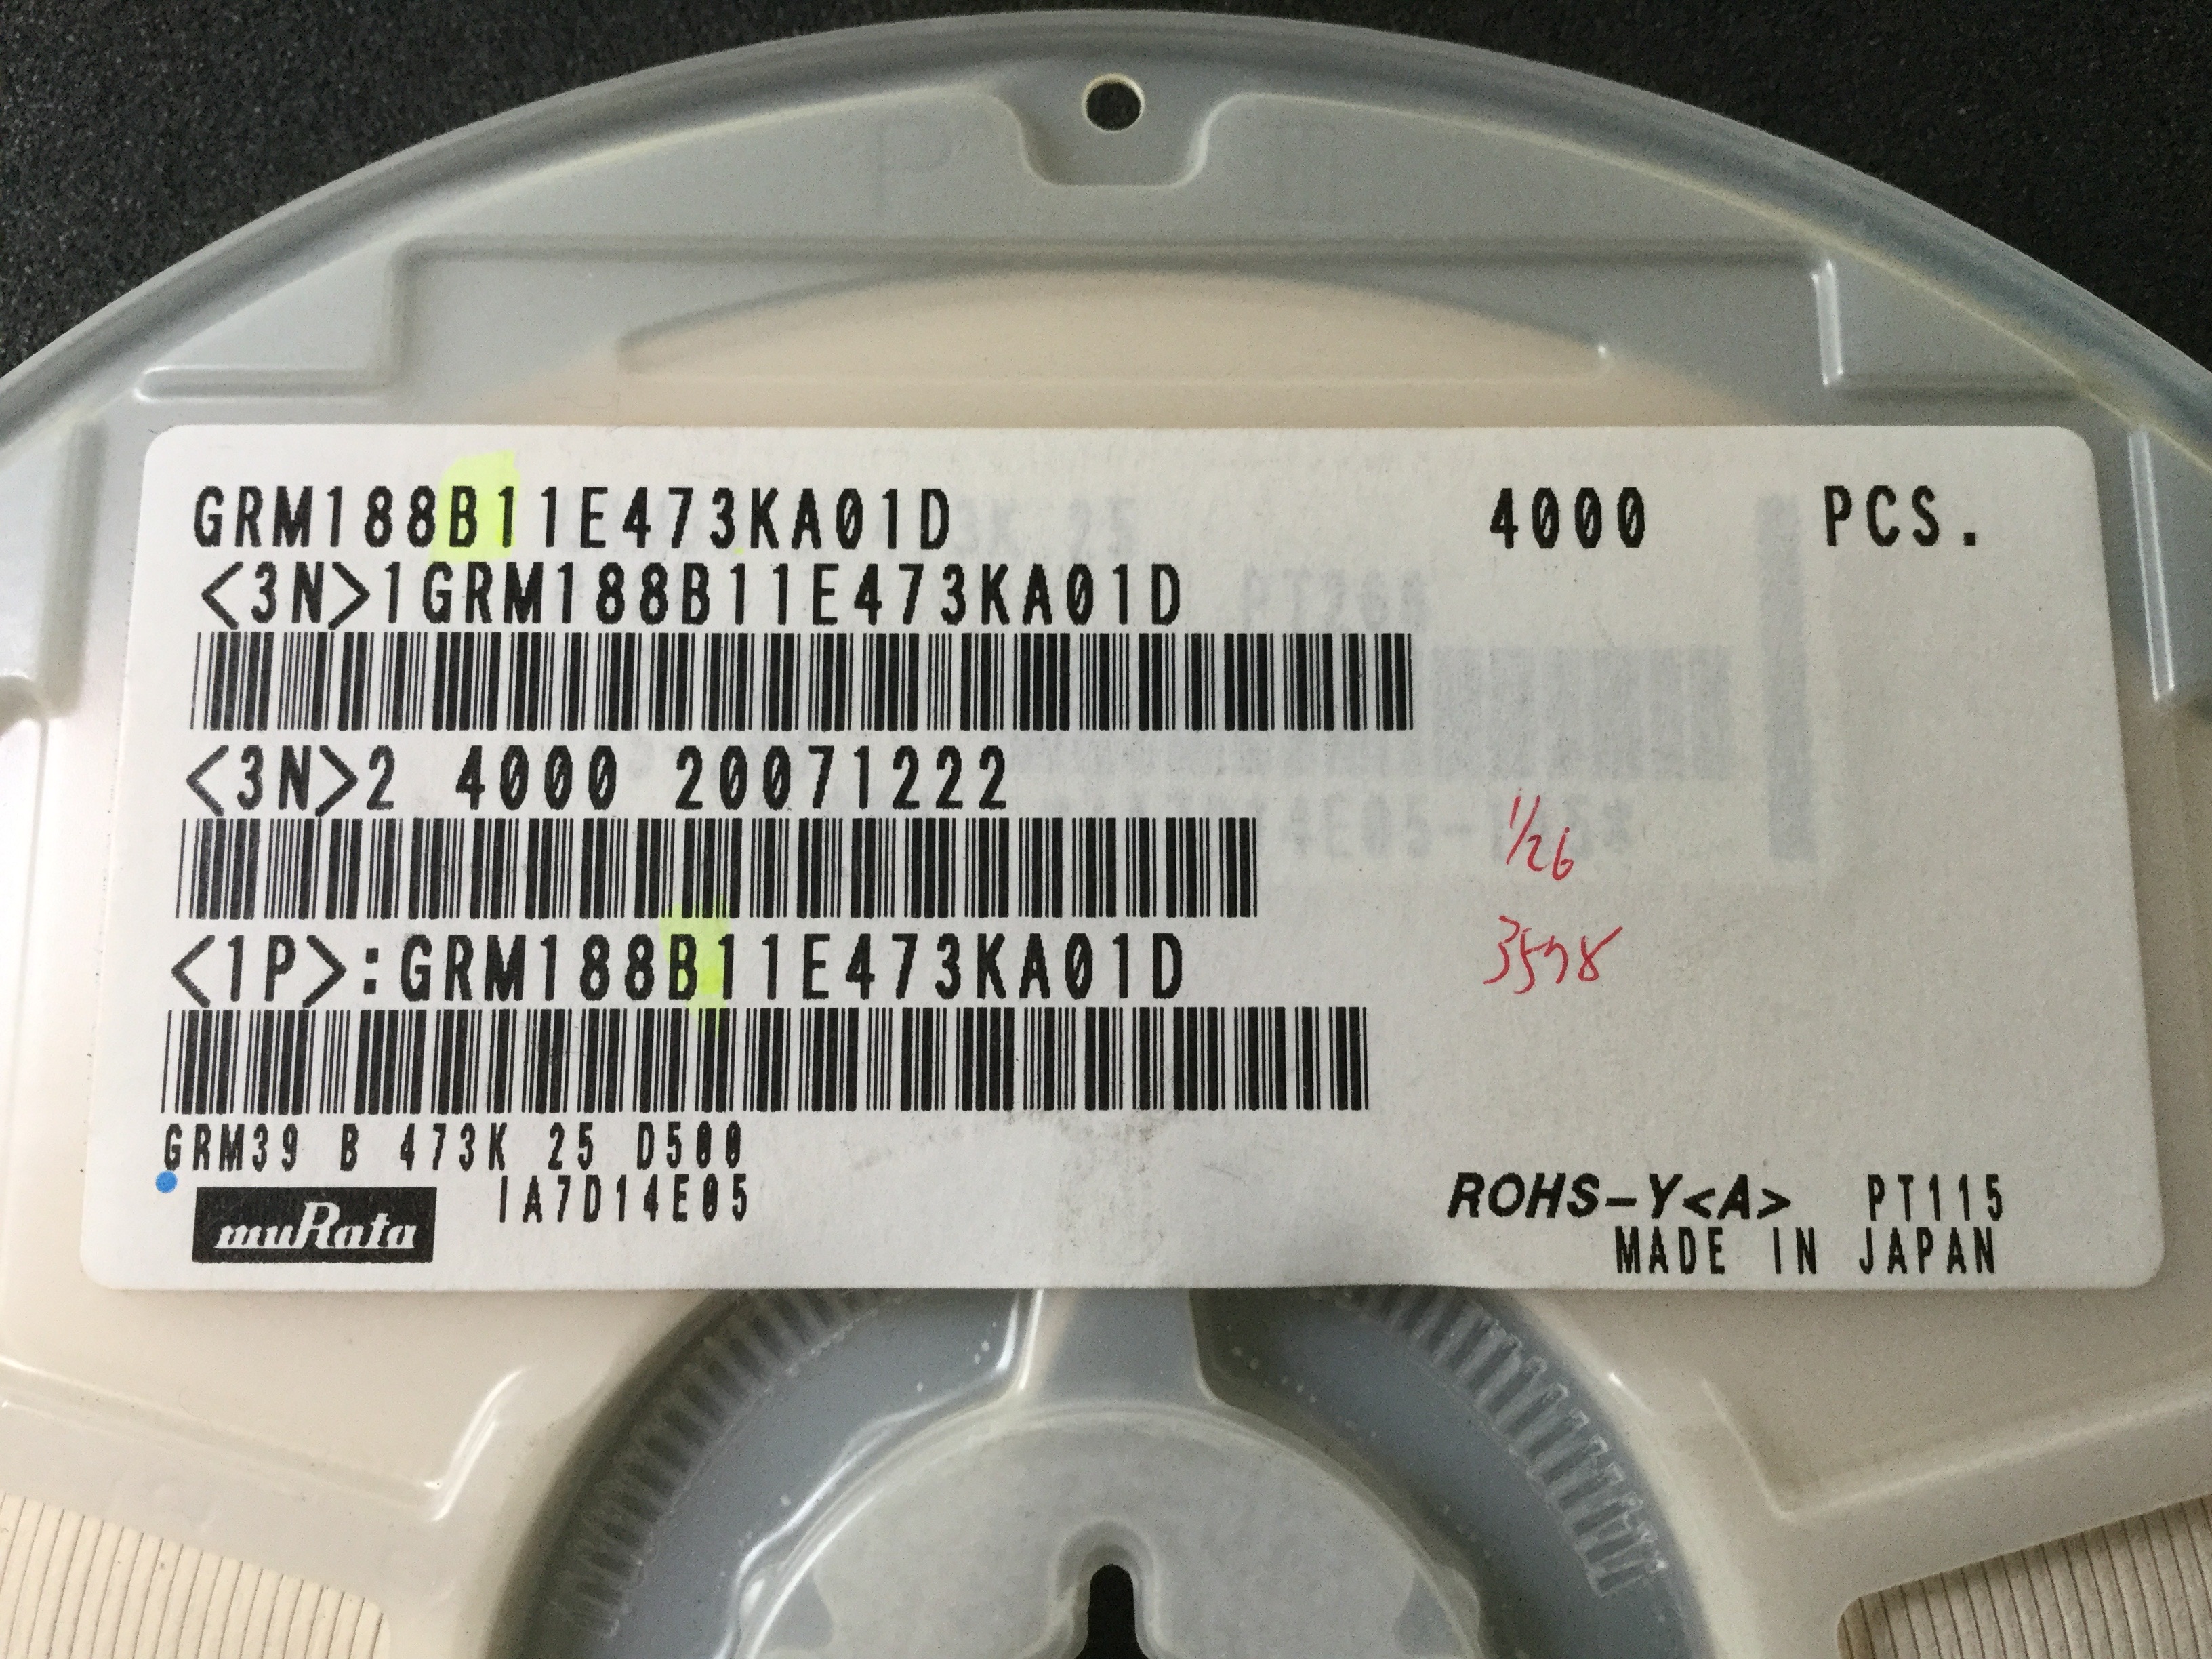 GRM188B11E473KA01D 4000 PCS.
<3N>1GRM188B11E473KA01D
<3N>2 4000 20071222
1/26
<1P>:GRM188B11E473KA01D
3578
GRM39 B 473K 25 D500
muRata IA7D14E05 ROHS-Y<A> PT115
MADE IN JAPAN